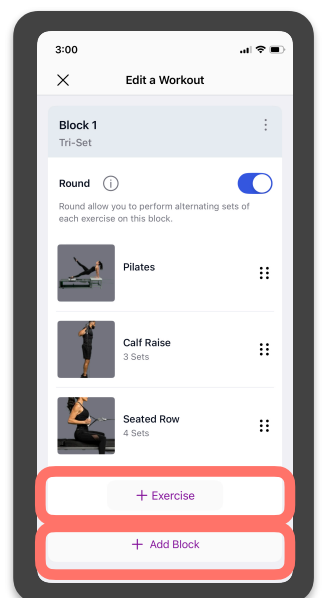 3:00
Edit a Workout
Block 1
Tri-Set
Round
Round allow you to perform alternating sets of
each exercise on this block.
Pilates
Calf Raise
3 Sets
Seated Row
4 Sets
+ Exercise
+ Add Block